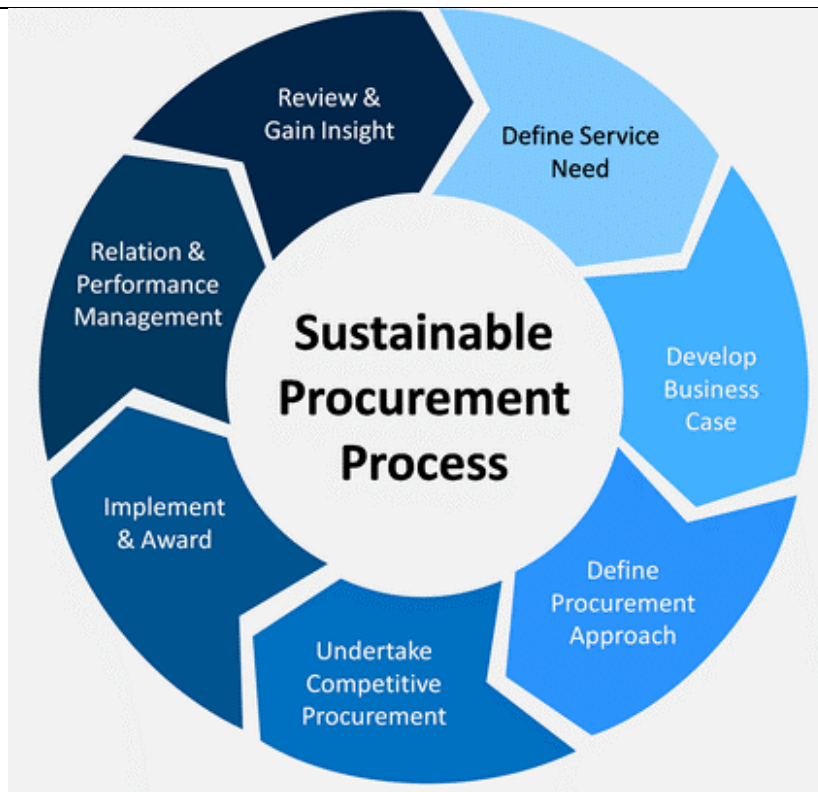 Sustainable
Procurement
Process
Define Service
Need
Develop
Business
Case
Define
Procurement
Approach
Undertake
Competitive
Procurement
Implement
& Award
Relation &
Performance
Management
Review &
Gain Insight